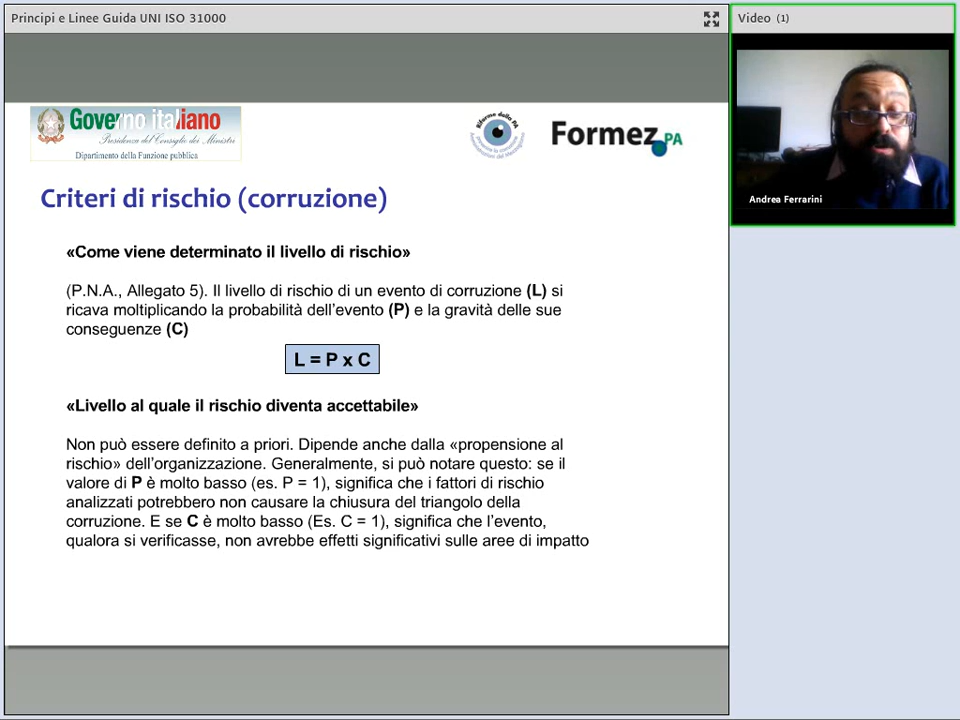 Principi e Linee Guida UNI ISO 31000
Video (1)
Governo italiano
Presidenza del Consiglio dei Ministri
Dipartimento della Funzione pubblica
Riforma della PA
Formez PA
Andrea Ferrarini
Criteri di rischio (corruzione)
«Come viene determinato il livello di rischio»
(P.N.A., Allegato 5). Il livello di rischio di un evento di corruzione (L) si
ricava moltiplicando la probabilità dell'evento (P) e la gravità delle sue
conseguenze (C)
L = P x C
«Livello al quale il rischio diventa accettabile»
Non può essere definito a priori. Dipende anche dalla «propensione al
rischio» dell'organizzazione. Generalmente, si può notare questo: se il
valore di P è molto basso (es. P = 1), significa che i fattori di rischio
analizzati potrebbero non causare la chiusura del triangolo della
corruzione. E se C è molto basso (Es. C = 1), significa che l'evento,
qualora si verificasse, non avrebbe effetti significativi sulle aree di impatto